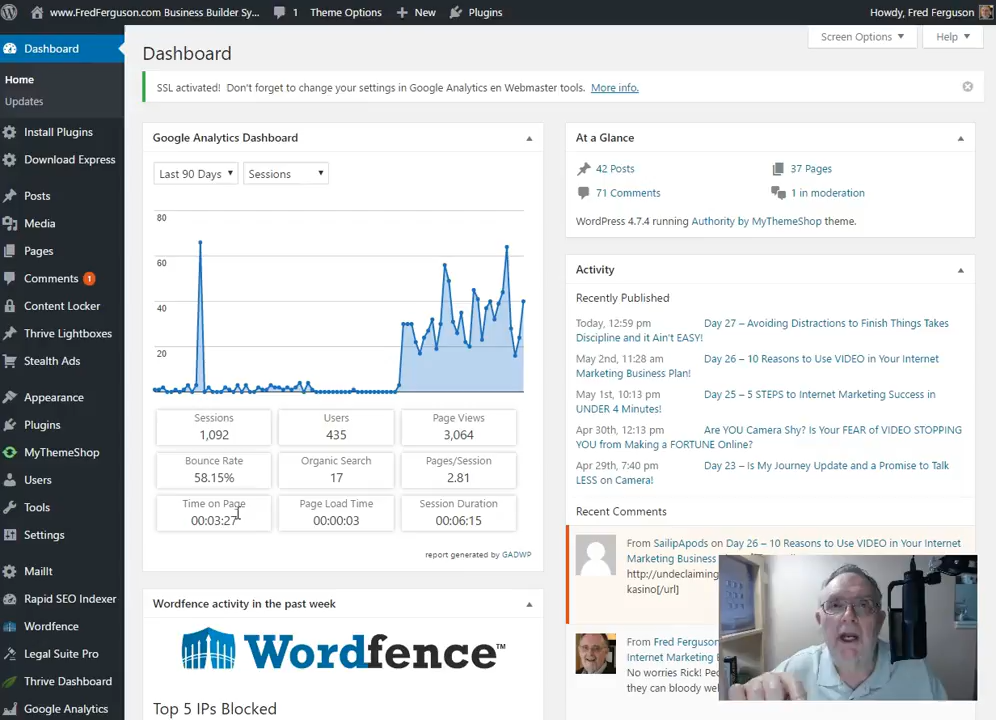 www.FredFerguson.com Business Builder Sy...
1
Theme Options
New
Plugins
Howdy, Fred Ferguson
Dashboard
Home
Updates
Install Plugins
Download Express
Posts
Media
Pages
Comments 1
Content Locker
Thrive Lightboxes
Stealth Ads
Appearance
Plugins
MyThemeShop
Users
Tools
Settings
MailIt
Rapid SEO Indexer
Wordfence
Legal Suite Pro
Thrive Dashboard
Google Analytics
Screen Options
Help
Dashboard
SSL activated! Don't forget to change your settings in Google Analytics en Webmaster tools. More info.
Google Analytics Dashboard
Last 90 Days
Sessions
80
60
40
20
Sessions
1,092
Users
435
Page Views
3,064
Bounce Rate
58.15%
Organic Search
17
Pages/Session
2.81
Time on Page
00:03:27
Page Load Time
00:00:03
Session Duration
00:06:15
report generated by GADWP
Wordfence activity in the past week
Wordfence™
Top 5 IPs Blocked
At a Glance
42 Posts
37 Pages
71 Comments
1 in moderation
WordPress 4.7.4 running Authority by MyThemeShop theme.
Activity
Recently Published
Today, 12:59 pm Day 27 – Avoiding Distractions to Finish Things Takes
Discipline and it Ain't EASY!
May 2nd, 11:28 am Day 26 – 10 Reasons to Use VIDEO in Your Internet
Marketing Business Plan!
May 1st, 10:13 pm Day 25 – 5 STEPS to Internet Marketing Success in
UNDER 4 Minutes!
Apr 30th, 12:13 pm Are YOU Camera Shy? Is Your FEAR of VIDEO STOPPING
YOU from Making a FORTUNE Online?
Apr 29th, 7:40 pm Day 23 – Is My Journey Update and a Promise to Talk
LESS on Camera!
Recent Comments
From SailipApods on Day 26 – 10 Reasons to Use VIDEO in Your Internet
Marketing Business
http://undeclaiming
kasino[/url]
From Fred Ferguson
Internet Marketing
No worries Rick!
they can bloody